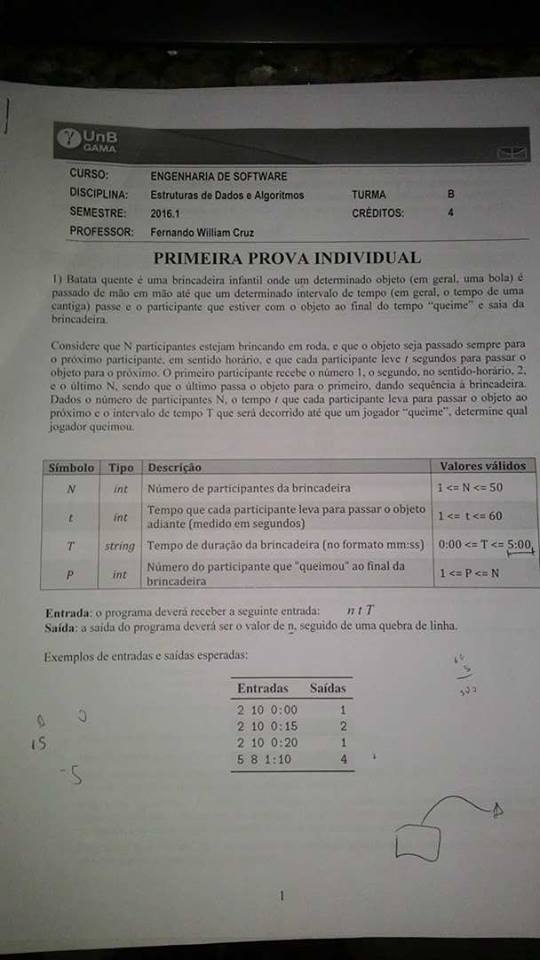 UnB
GAMA
CURSO: ENGENHARIA DE SOFTWARE
DISCIPLINA: Estruturas de Dados e Algoritmos TURMA B
SEMESTRE: 2016.1 CRÉDITOS: 4
PROFESSOR: Fernando William Cruz
PRIMEIRA PROVA INDIVIDUAL
1) Batata quente é uma brincadeira infantil onde um determinado objeto (em geral, uma bola) é
passado de mão em mão até que um determinado intervalo de tempo (em geral, o tempo de uma
cantiga) passe e o participante que estiver com o objeto ao final do tempo “queime” e saia da
brincadeira.
Considere que N participantes estejam brincando em roda, e que o objeto seja passado sempre para
o próximo participante, em sentido horário, e que cada participante leve t segundos para passar o
objeto para o próximo. O primeiro participante recebe o número 1, o segundo, no sentido-horário, 2,
e o último N, sendo que o último passa o objeto para o primeiro, dando sequência à brincadeira.
Dados o número de participantes N, o tempo t que cada participante leva para passar o objeto ao
próximo e o intervalo de tempo T que será decorrido até que um jogador “queime”, determine qual
jogador queimou.
Símbolo Tipo Descrição Valores válidos
N int Número de participantes da brincadeira 1 <= N <= 50
t int Tempo que cada participante leva para passar o objeto
adiante (medido em segundos) 1 <= t <= 60
T string Tempo de duração da brincadeira (no formato mm:ss) 0:00 <= T <= 5:00
P int Número do participante que "queimou" ao final da
brincadeira 1 <= P <= N
Entrada: o programa deverá receber a seguinte entrada: n t T
Saída: a saída do programa deverá ser o valor de n, seguido de uma quebra de linha.
Exemplos de entradas e saídas esperadas:
Entradas Saídas
2 10 0:00 1
2 10 0:15 2
2 10 0:20 1
5 8 1:10 4
15
-5
1